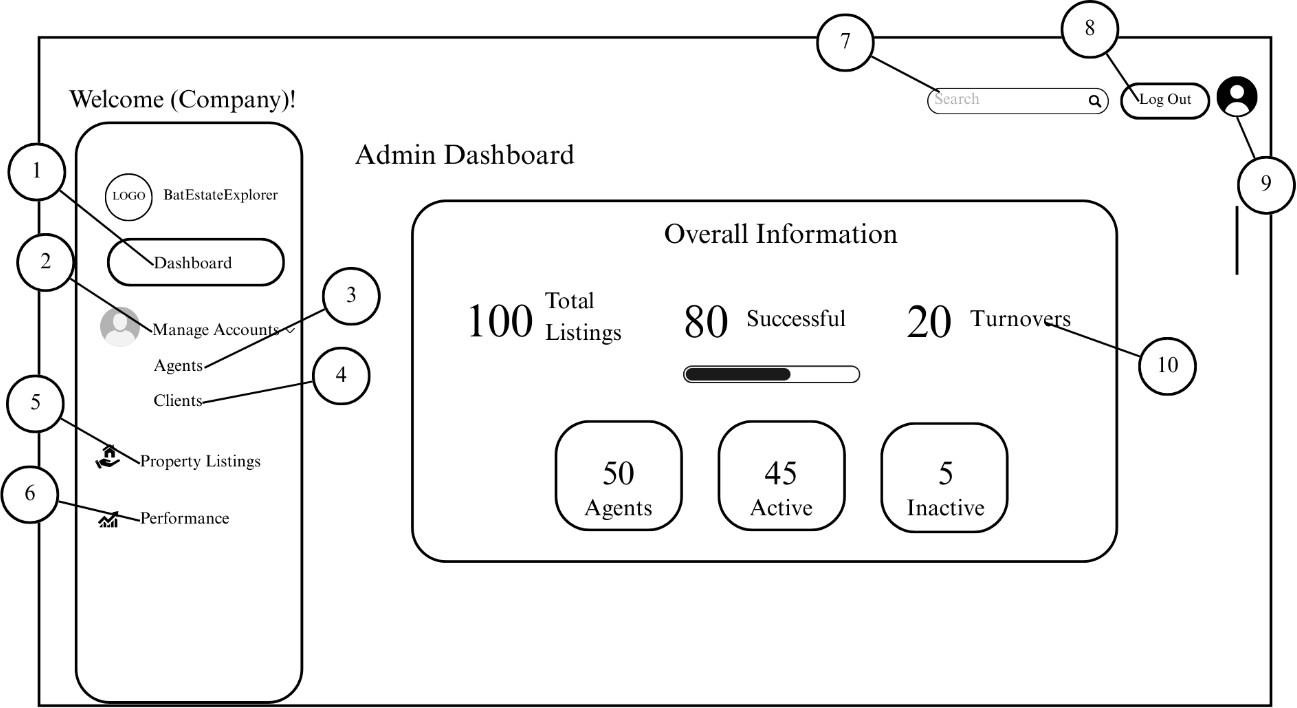 7
8
Search
Log Out
Welcome (Company)!
Admin Dashboard
1
LOGO
BatEstateExplorer
9
Overall Information
2
Dashboard
3
Manage Accounts
100
Total
Listings
80
Successful
20
Turnovers
Agents
4
Clients
10
5
Property Listings
50
Agents
45
Active
5
Inactive
6
Performance